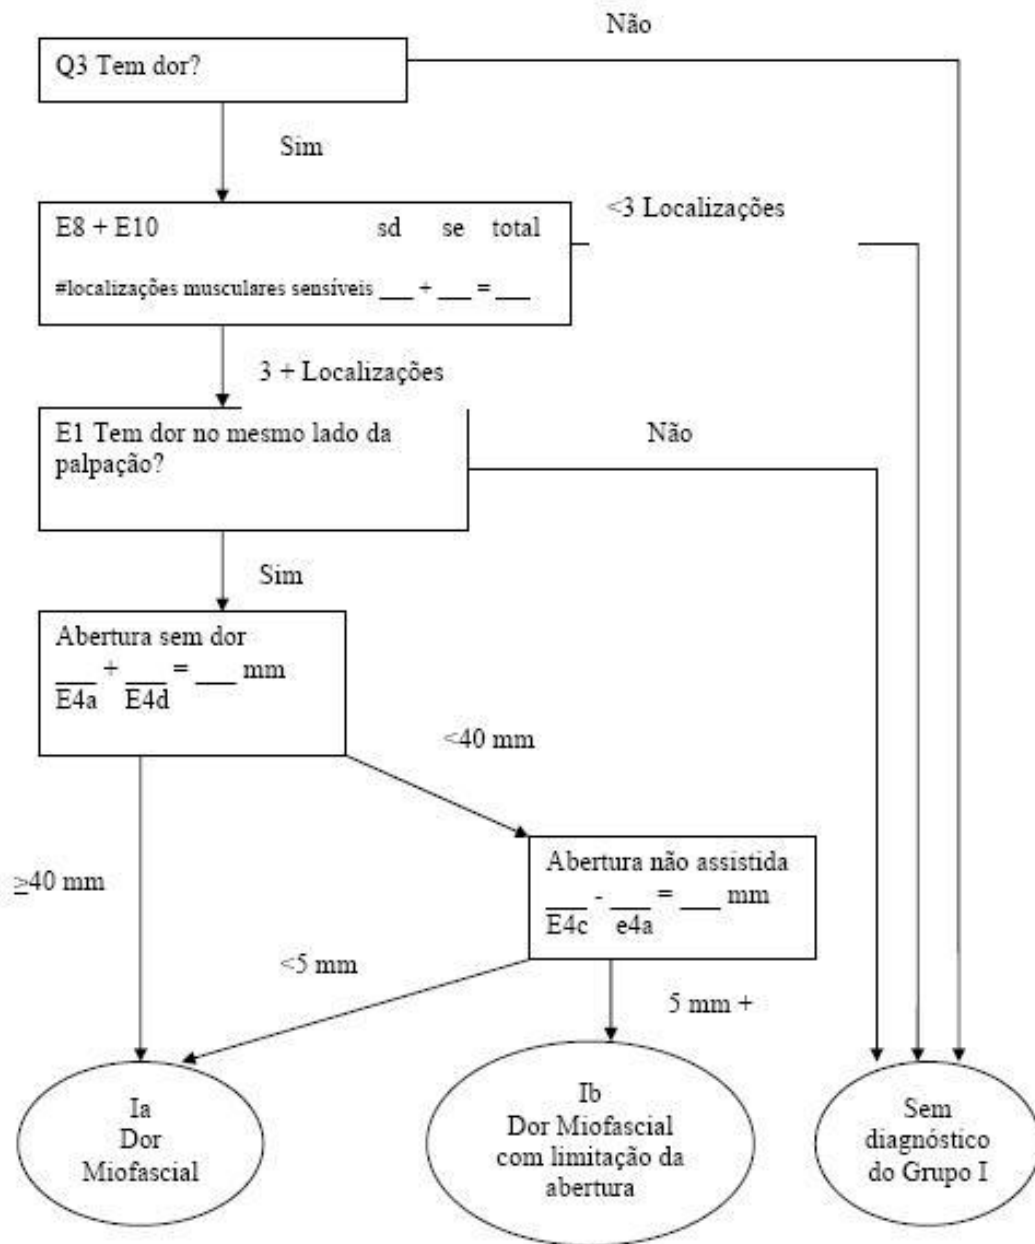 Não
Q3 Tem dor?
Sim
<3 Localizações
E8 + E10 sd se total
#localizações musculares sensíveis ___ + ___ = ___
3 + Localizações
E1 Tem dor no mesmo lado da
palpação?
Não
Sim
Abertura sem dor
___ + ___ = ___ mm
E4a E4d
<40 mm
≥40 mm
Abertura não assistida
___ - ___ = ___ mm
E4c e4a
<5 mm
5 mm +
Ia
Dor
Miofascial
Ib
Dor Miofascial
com limitação da
abertura
Sem
diagnóstico
do Grupo I